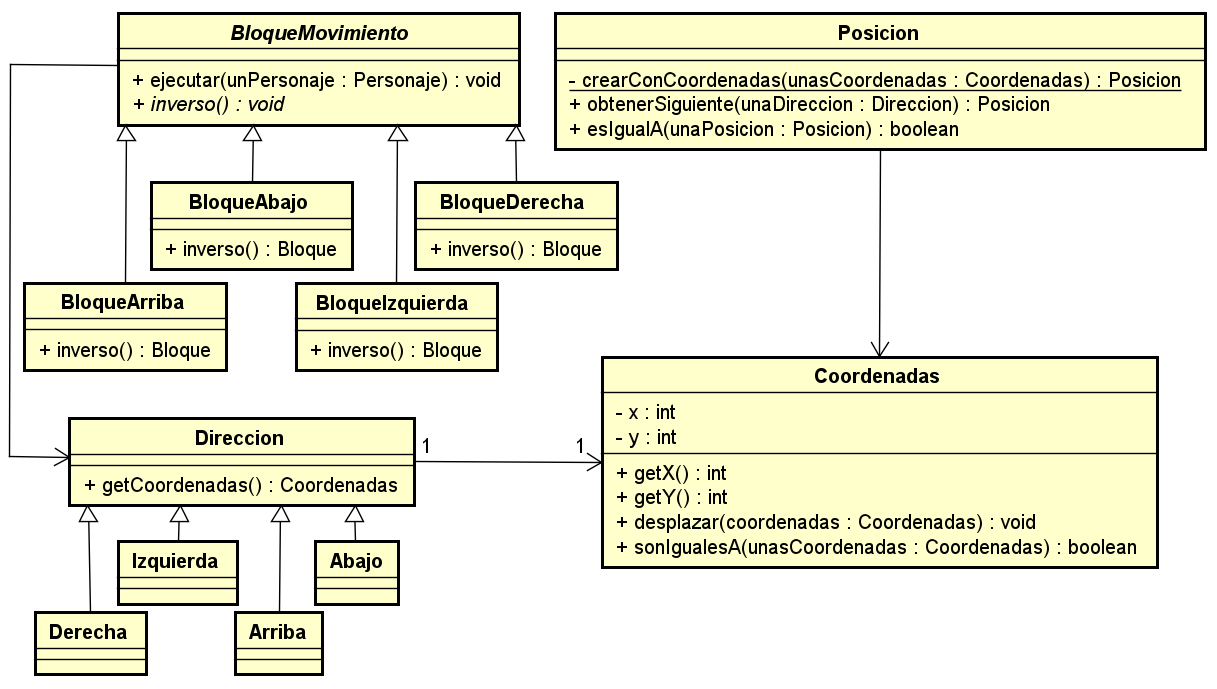 BloqueMovimiento
+ ejecutar(unPersonaje : Personaje) : void
+ inverso() : void
Posicion
- crearConCoordenadas(unasCoordenadas : Coordenadas) : Posicion
+ obtenerSiguiente(unaDireccion : Direccion) : Posicion
+ esIgualA(unaPosicion : Posicion) : boolean
BloqueAbajo
+ inverso() : Bloque
BloqueDerecha
+ inverso() : Bloque
BloqueArriba
+ inverso() : Bloque
BloqueIzquierda
+ inverso() : Bloque
Coordenadas
- x : int
- y : int
+ getX() : int
+ getY() : int
+ desplazar(coordenadas : Coordenadas) : void
+ sonIgualesA(unasCoordenadas : Coordenadas) : boolean
Direccion
+ getCoordenadas() : Coordenadas
1
1
Izquierda
Abajo
Derecha
Arriba